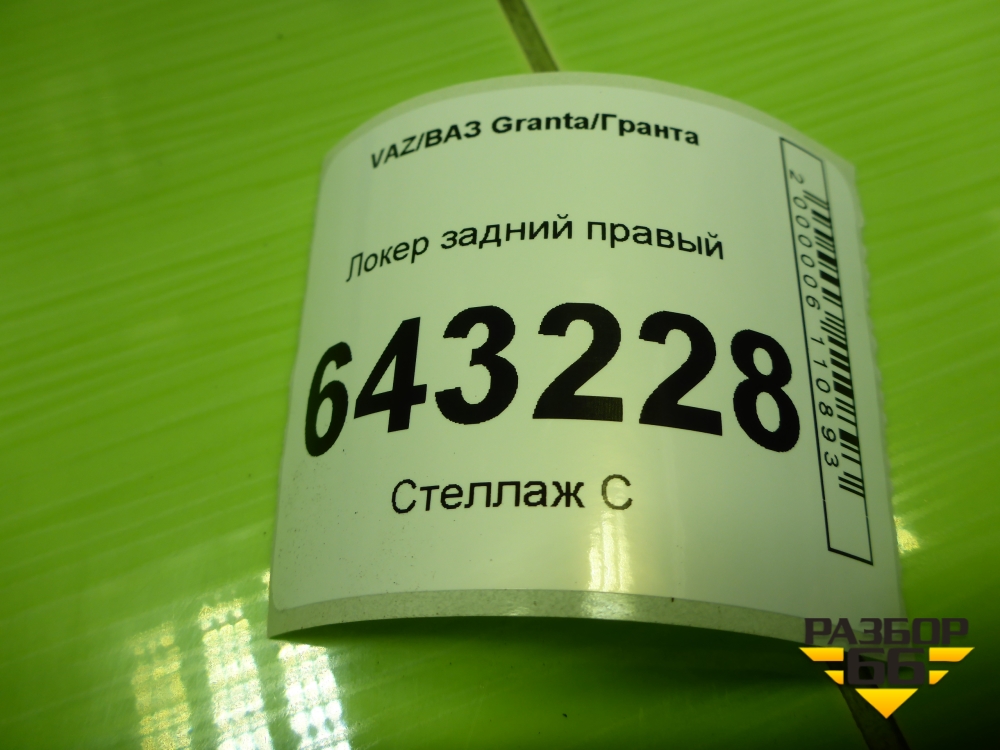 VAZ/ВАЗ Granta/Гранта
Локер задний правый
643228
Стеллаж С
2000006110893
РАЗБОР
66